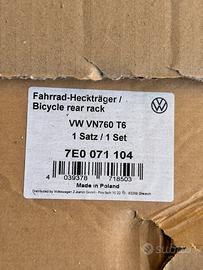 Fahrrad-Heckträger /
Bicycle rear rack
VW VN760 T6
1 Satz / 1 Set
7E0 071 104
Made in Poland
4 039378 718503